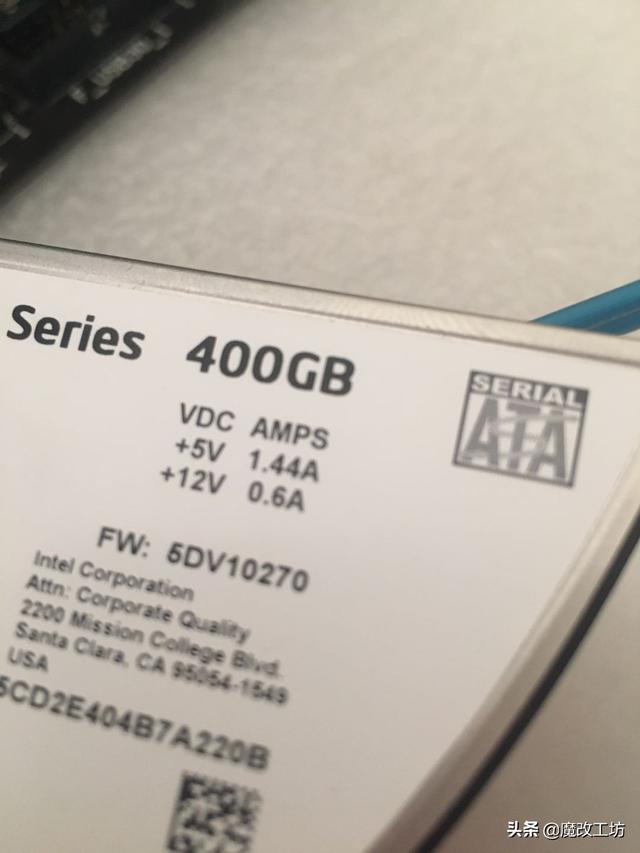 Series 400GB
SERIAL
ATA
VDC AMPS
+5V 1.44A
+12V 0.6A
FW: 5DV10270
Intel Corporation
Attn: Corporate Quality
2200 Mission College Blvd.
Santa Clara, CA 95054-1549
USA
5CD2E404B7A220B
头条 @魔改工坊